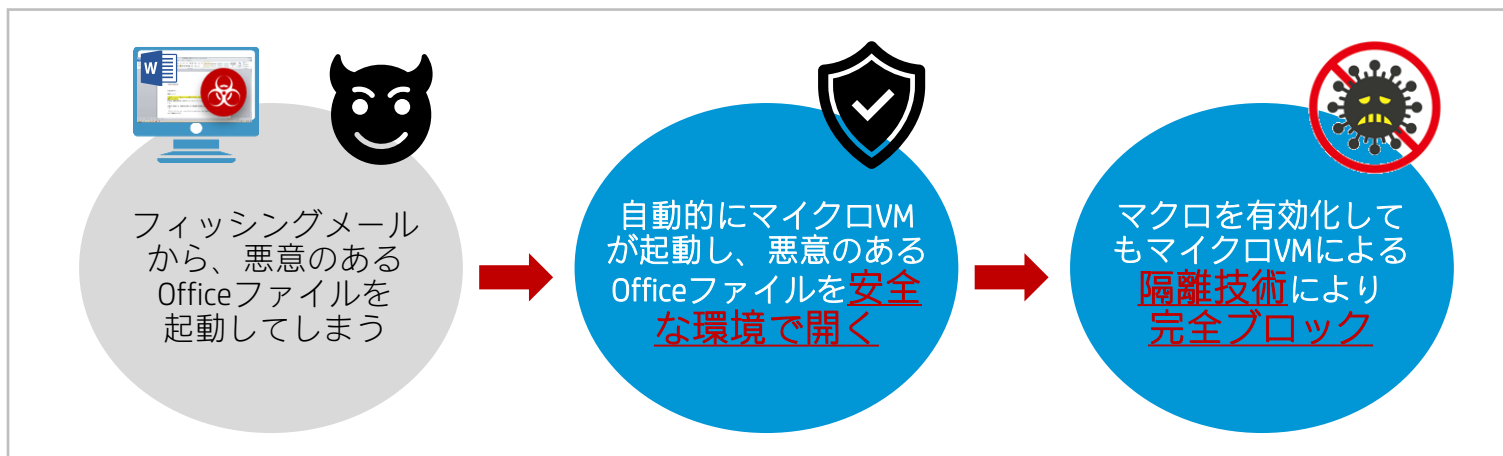 W
フィッシングメール
から、悪意のある
Officeファイルを
起動してしまう
自動的にマイクロVM
が起動し、悪意のある
Officeファイルを安全
な環境で開く
マクロを有効化して
もマイクロVMによる
隔離技術により
完全ブロック